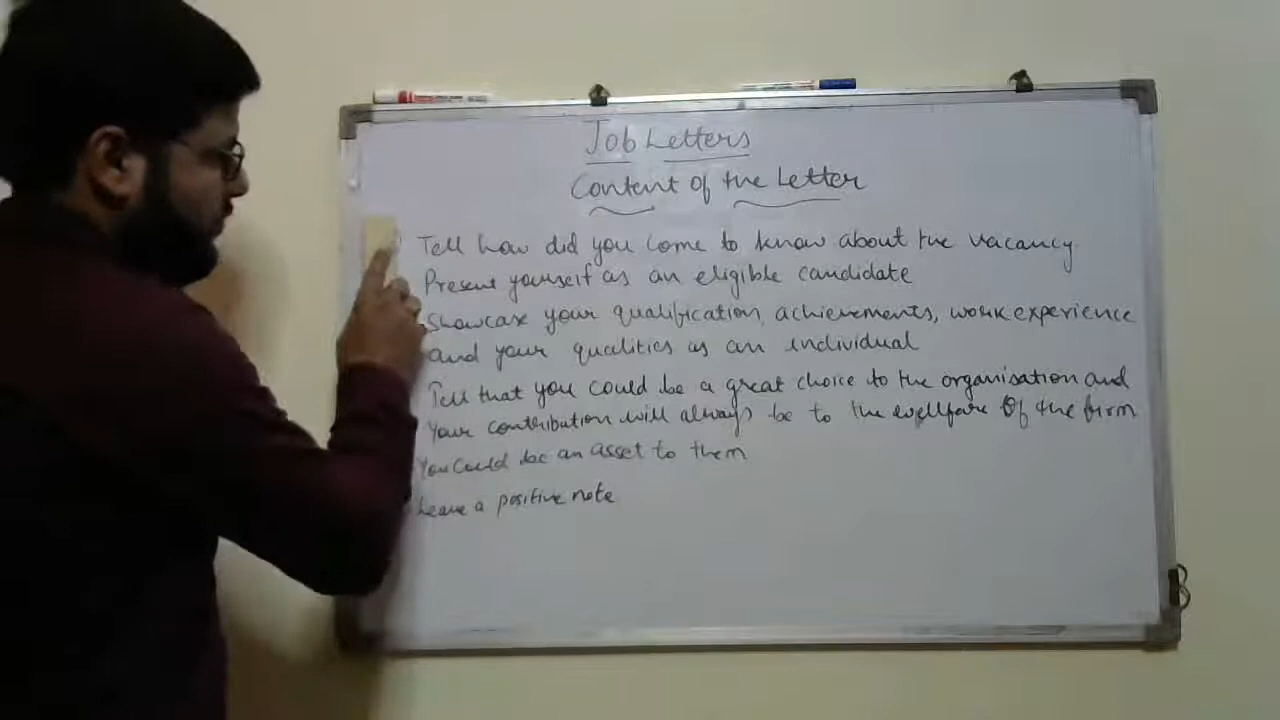 Job Letters
Content of the Letter
Tell how did you come to know about the vacancy
Present yourself as an eligible candidate
Showcase your qualification, achievements, work experience
and your qualities as an individual
Tell that you could be a great choice to the organisation and
Your contribution will always be to the welfare of the firm
You Could be an asset to them
Leave a positive note